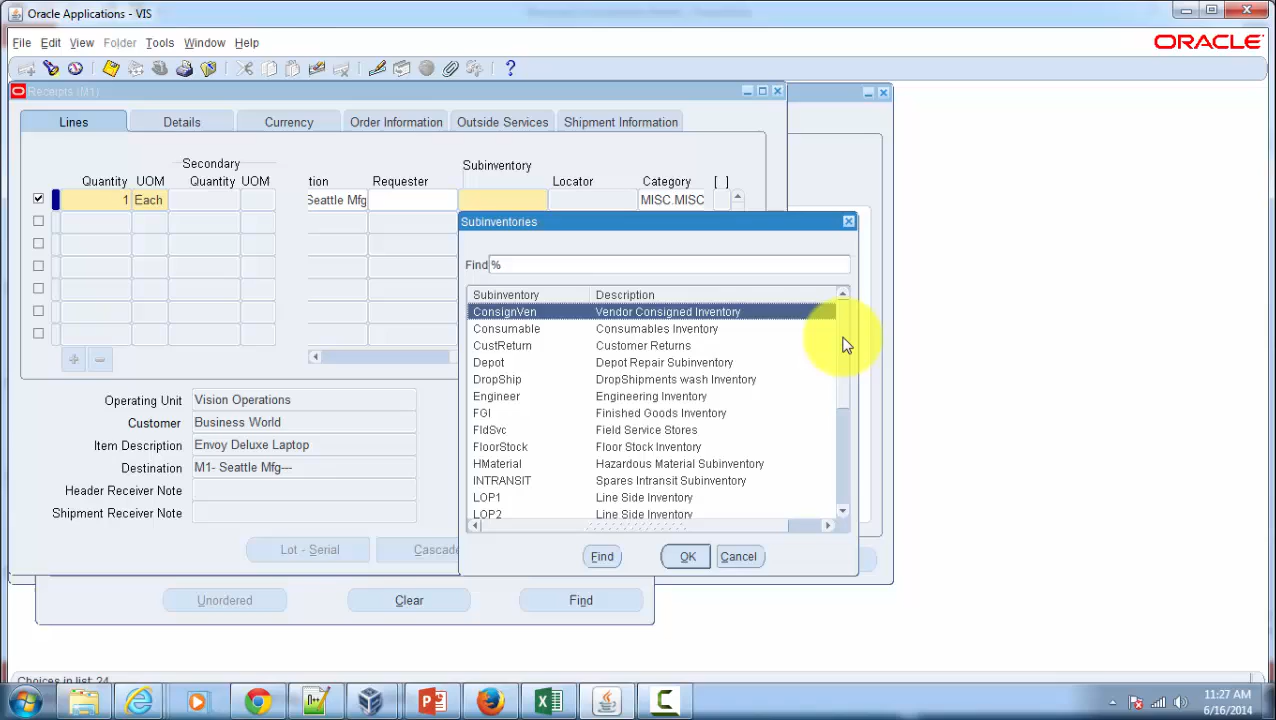 Oracle Applications - VIS
File Edit View Folder Tools Window Help
ORACLE
Receipts (M1)
Lines Details Currency Order Information Outside Services Shipment Information
Secondary Subinventory
Quantity UOM Quantity UOM tion Requester Locator Category [ ]
1 Each Seattle Mfg MISC.MISC
Subinventories
Find %
Subinventory Description
ConsignVen Vendor Consigned Inventory
Consumable Consumables Inventory
CustReturn Customer Returns
Depot Depot Repair Subinventory
DropShip DropShipments wash Inventory
Engineer Engineering Inventory
FGI Finished Goods Inventory
FldSvc Field Service Stores
FloorStock Floor Stock Inventory
HMaterial Hazardous Material Subinventory
INTRANSIT Spares Intransit Subinventory
LOP1 Line Side Inventory
LOP2 Line Side Inventory
Find OK Cancel
Operating Unit Vision Operations
Customer Business World
Item Description Envoy Deluxe Laptop
Destination M1- Seattle Mfg---
Header Receiver Note
Shipment Receiver Note
Lot - Serial Cascade
Unordered Clear Find
Choices in list: 24
11:27 AM
6/16/2014